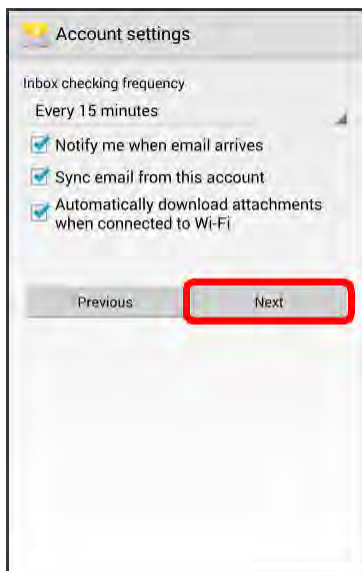 Account settings
Inbox checking frequency
Every 15 minutes
Notify me when email arrives
Sync email from this account
Automatically download attachments
when connected to Wi-Fi
Previous
Next